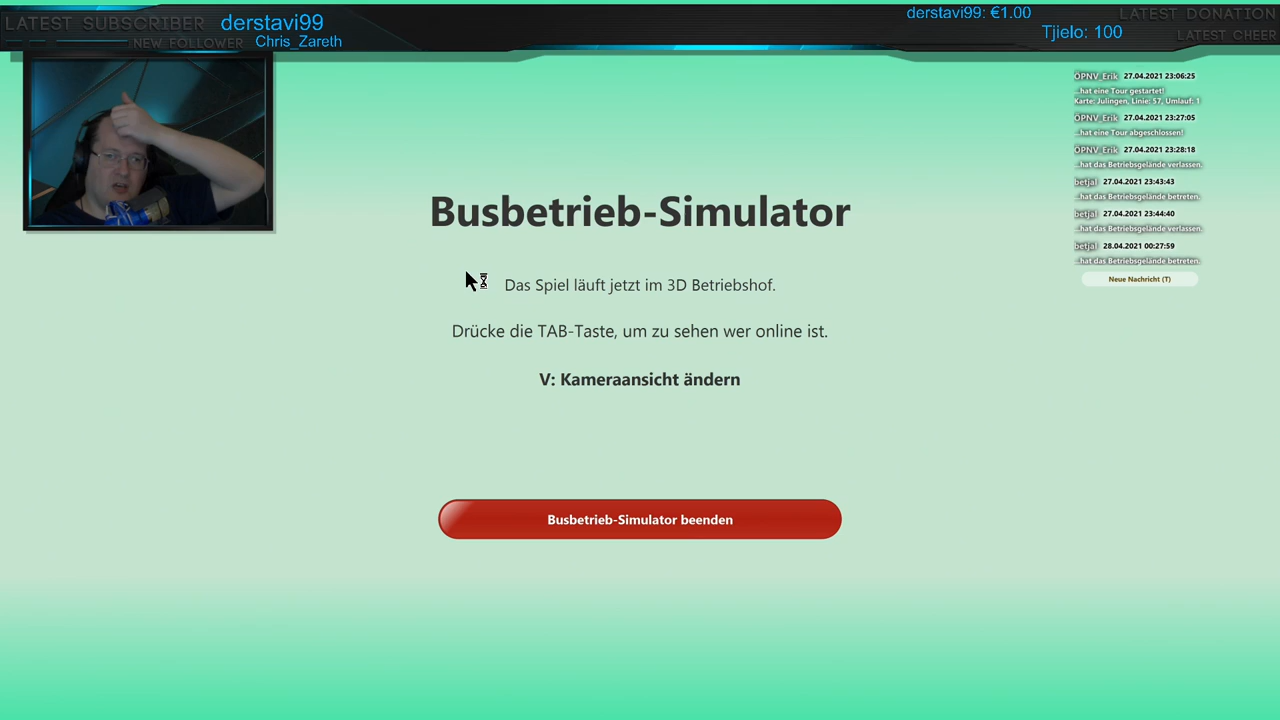 LATEST SUBSCRIBER derstavi99
NEW FOLLOWER Chris_Zareth
derstavi99: €1.00 LATEST DONATION
Tjielo: 100 LATEST CHEER
ÖPNV_Erik 27.04.2021 23:06:25
...hat eine Tour gestartet!
Karte: Julingen, Linie: 57, Umlauf: 1
ÖPNV_Erik 27.04.2021 23:27:05
...hat eine Tour abgeschlossen!
ÖPNV_Erik 27.04.2021 23:28:18
...hat das Betriebsgelände verlassen.
betjal 27.04.2021 23:43:43
...hat das Betriebsgelände betreten.
betjal 27.04.2021 23:44:40
...hat das Betriebsgelände verlassen.
betjal 28.04.2021 00:27:59
...hat das Betriebsgelände betreten.
Neue Nachricht (T)
Busbetrieb-Simulator
Das Spiel läuft jetzt im 3D Betriebshof.
Drücke die TAB-Taste, um zu sehen wer online ist.
V: Kameraansicht ändern
Busbetrieb-Simulator beenden